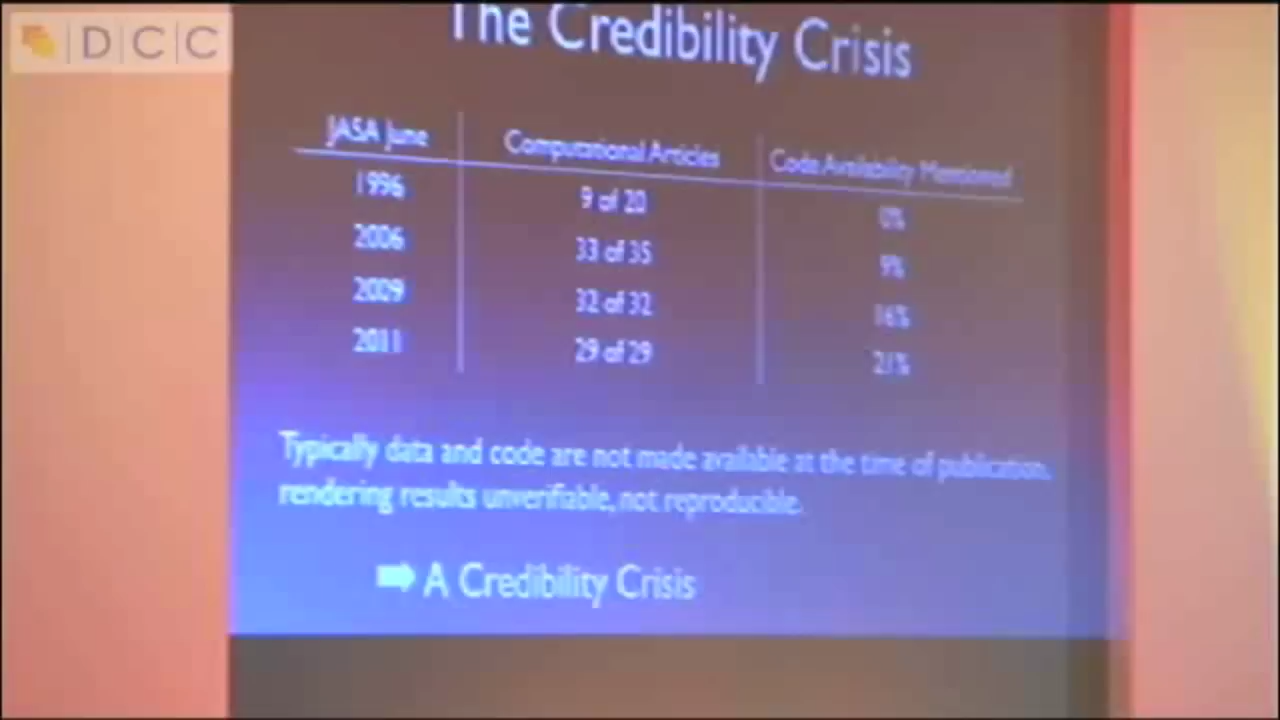 DCC
The Credibility Crisis
JASA June Computational Articles Code Availability Mentioned
1996 9 of 20 0%
2006 33 of 35 9%
2009 32 of 32 16%
2011 29 of 29 21%
Typically data and code are not made available at the time of publication,
rendering results unverifiable, not reproducible.
➡ A Credibility Crisis